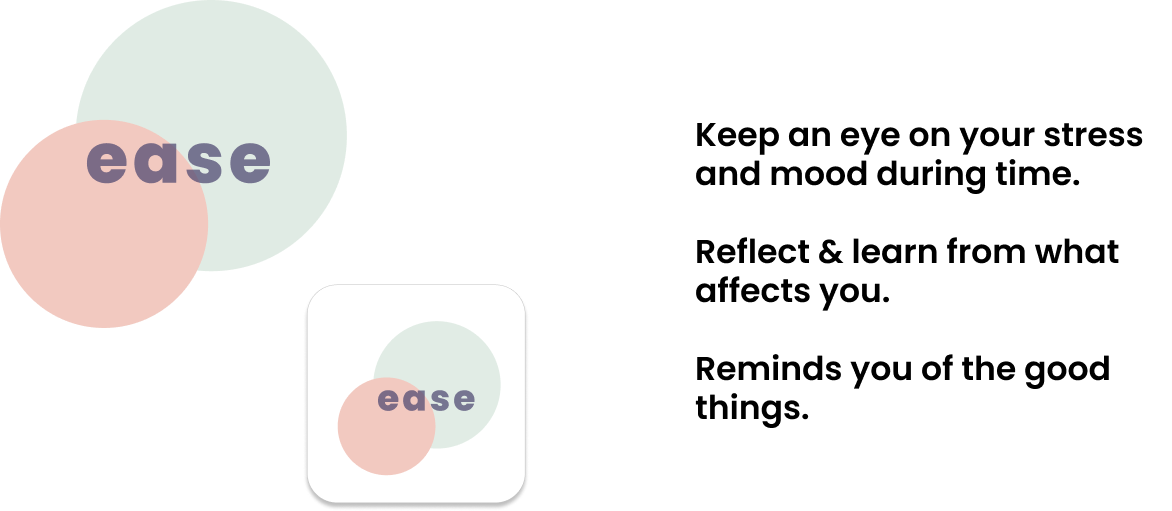 ease
ease
Keep an eye on your stress
and mood during time.
Reflect & learn from what
affects you.
Reminds you of the good
things.